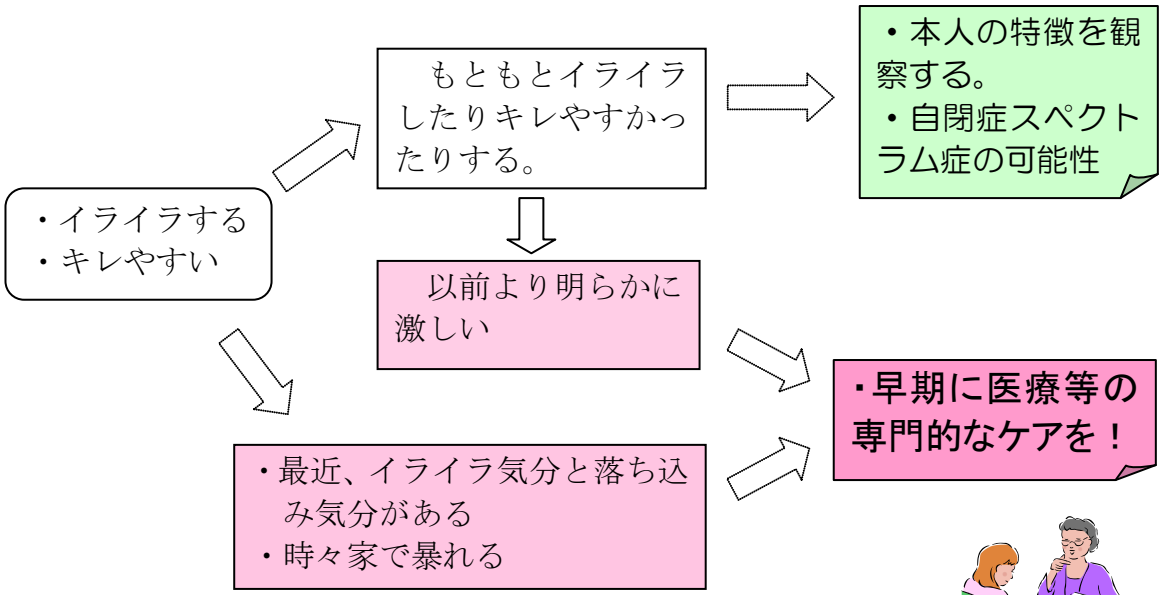 ・イライラする
・キレやすい
もともとイライラ
したりキレやすかっ
たりする。
・本人の特徴を観
察する。
・自閉症スペクト
ラム症の可能性
以前より明らかに
激しい
・最近、イライラ気分と落ち込
み気分がある
・時々家で暴れる
・早期に医療等の
専門的なケアを！